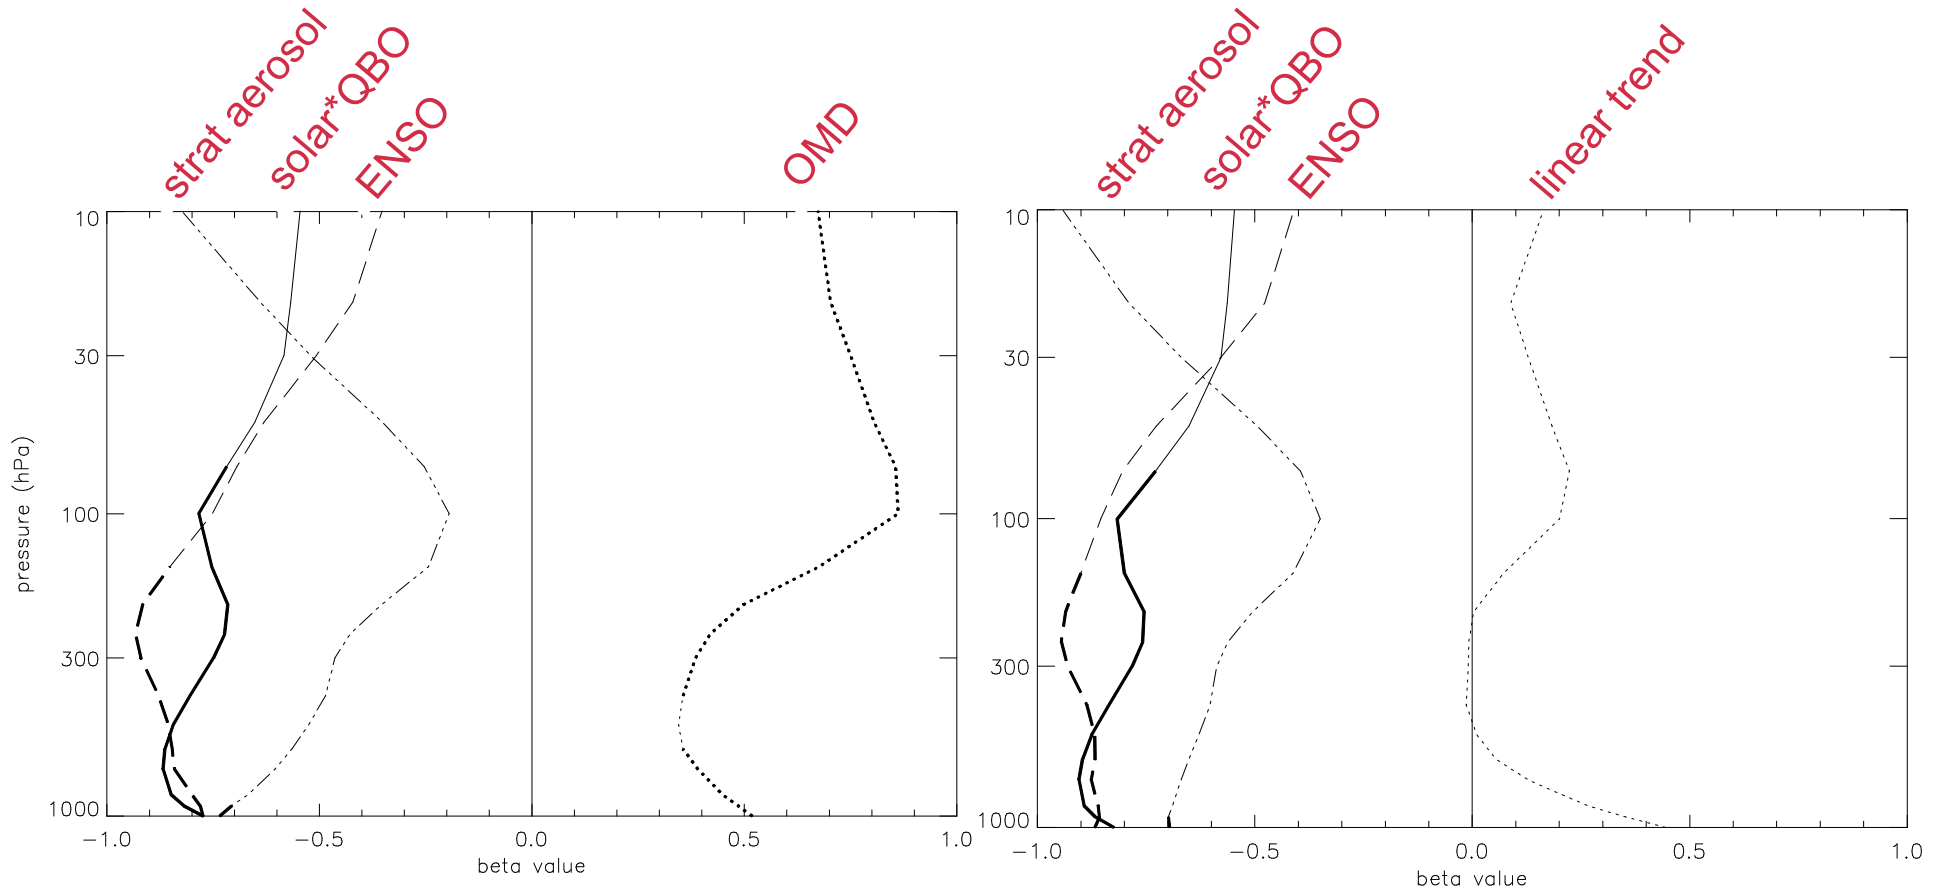 strat aerosol
solar*QBO
ENSO
OMD
10
30
100
300
1000
pressure (hPa)
−1.0
−0.5
0.0
0.5
1.0
beta value
strat aerosol
solar*QBO
ENSO
linear trend
10
30
100
300
1000
−1.0
−0.5
0.0
0.5
1.0
beta value